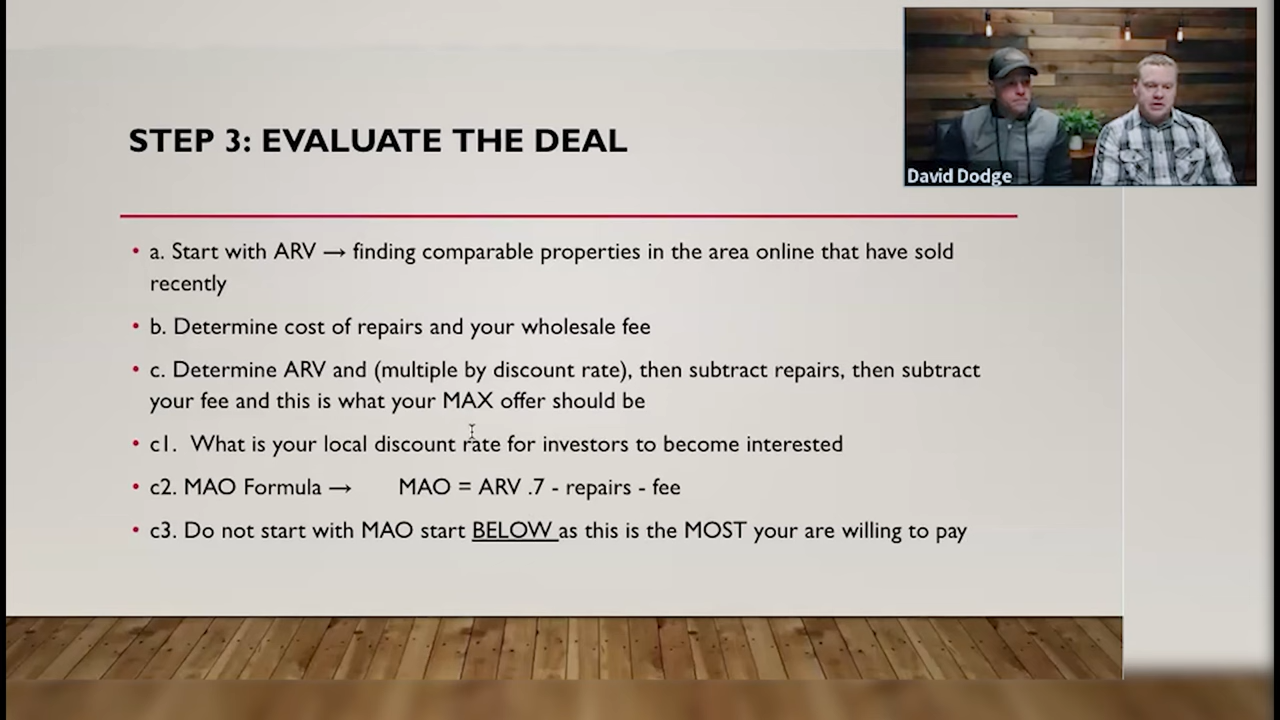 STEP 3: EVALUATE THE DEAL
David Dodge
• a. Start with ARV → finding comparable properties in the area online that have sold
recently
• b. Determine cost of repairs and your wholesale fee
• c. Determine ARV and (multiple by discount rate), then subtract repairs, then subtract
your fee and this is what your MAX offer should be
• c1. What is your local discount rate for investors to become interested
• c2. MAO Formula → MAO = ARV .7 - repairs - fee
• c3. Do not start with MAO start BELOW as this is the MOST your are willing to pay